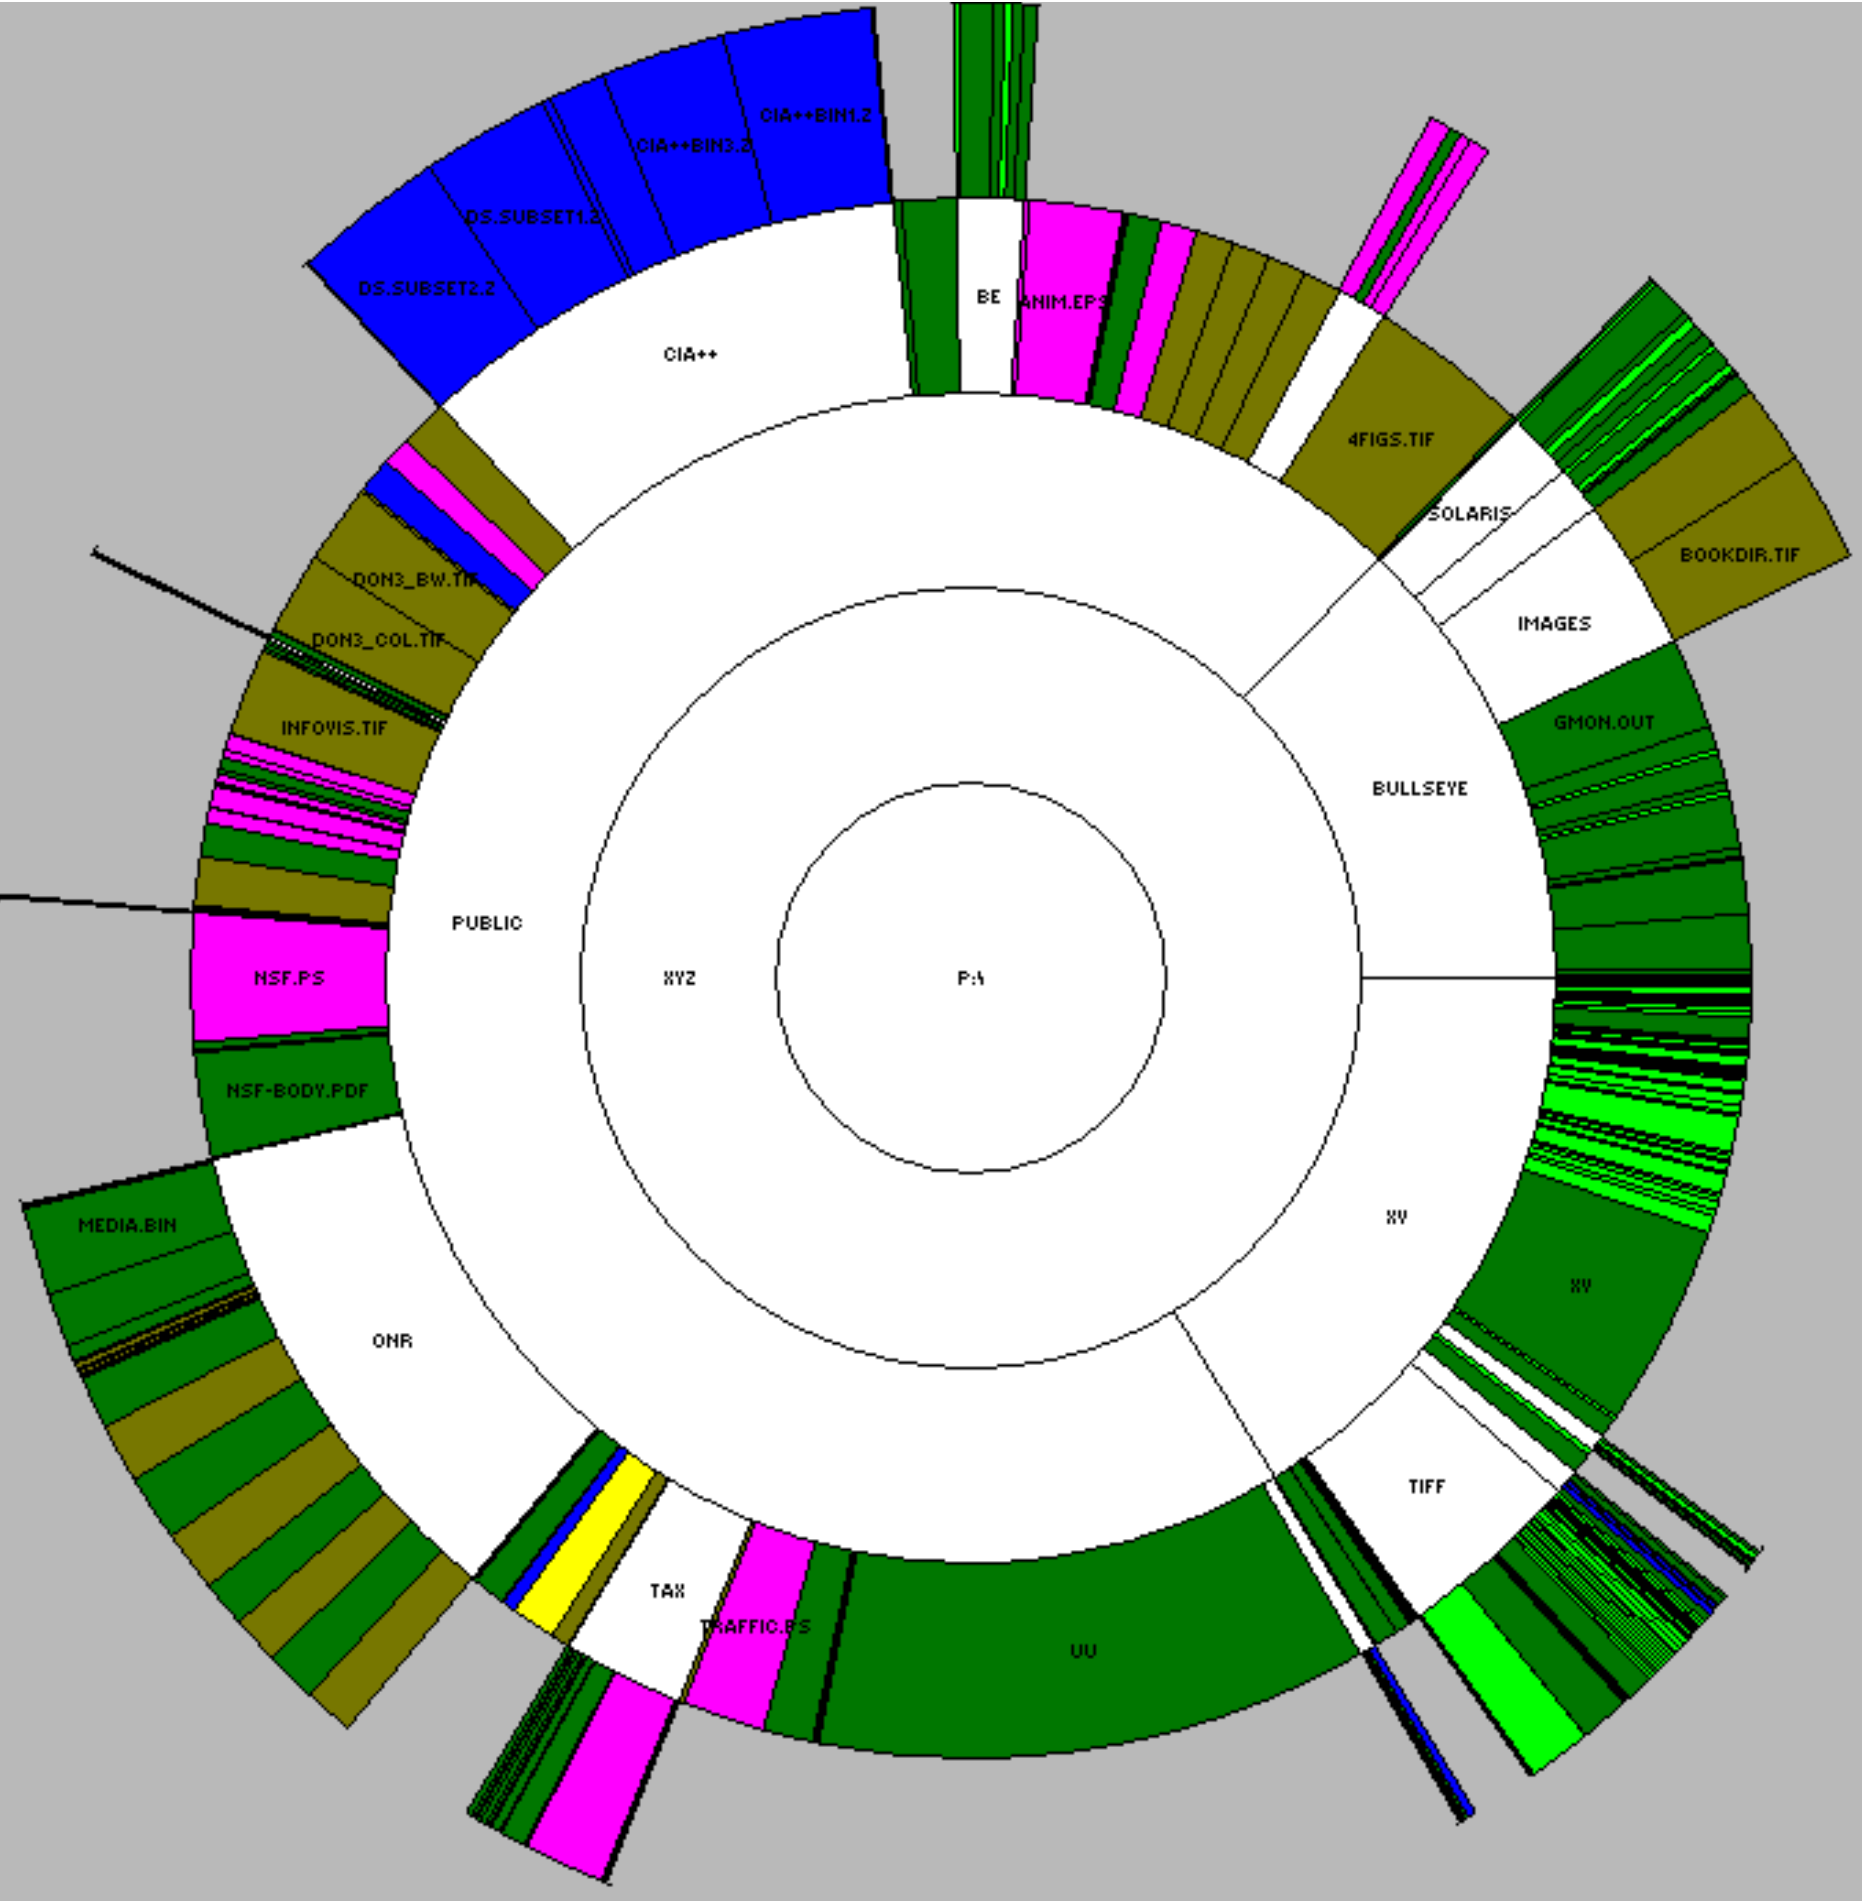 CIA++BIN1.Z
CIA++BIN3.Z
DS.SUBSET1.Z
DS.SUBSET2.Z
BE
ANIM.EPS
CIA++
4FIGS.TIF
SOLARIS
BOOKDIR.TIF
DON3_BW.TIF
IMAGES
DON3_COL.TIF
GMON.OUT
INFOVIS.TIF
BULLSEYE
PUBLIC
NSF.PS
XYZ
P:\
NSF-BODY.PDF
XV
MEDIA.BIN
XV
ONR
TIFF
TAX
TRAFFIC.PS
UU